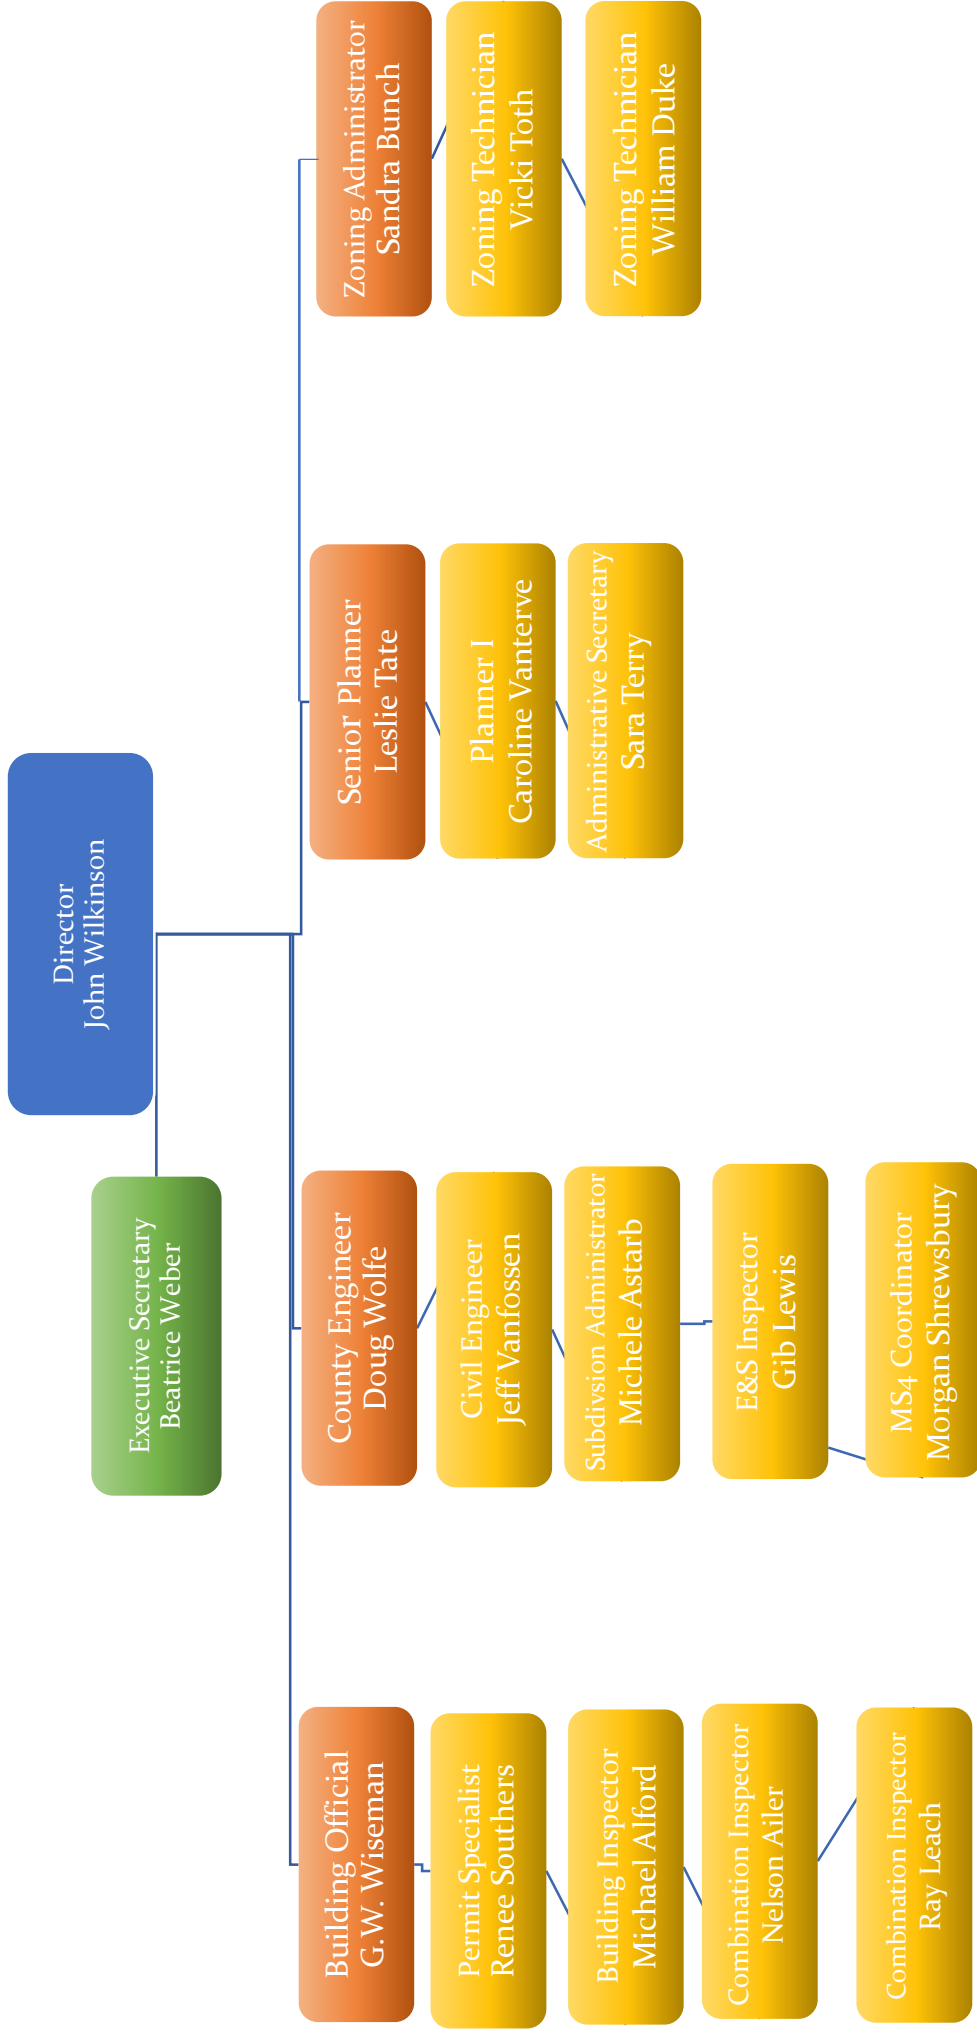 Director
John Wilkinson
Executive Secretary
Beatrice Weber
Building Official
G.W. Wiseman
Permit Specialist
Renee Southers
Building Inspector
Michael Alford
Combination Inspector
Nelson Ailer
Combination Inspector
Ray Leach
County Engineer
Doug Wolfe
Civil Engineer
Jeff Vanfossen
Subdivsion Administrator
Michele Astarb
E&S Inspector
Gib Lewis
MS4 Coordinator
Morgan Shrewsbury
Senior Planner
Leslie Tate
Planner I
Caroline Vanterve
Administrative Secretary
Sara Terry
Zoning Administrator
Sandra Bunch
Zoning Technician
Vicki Toth
Zoning Technician
William Duke